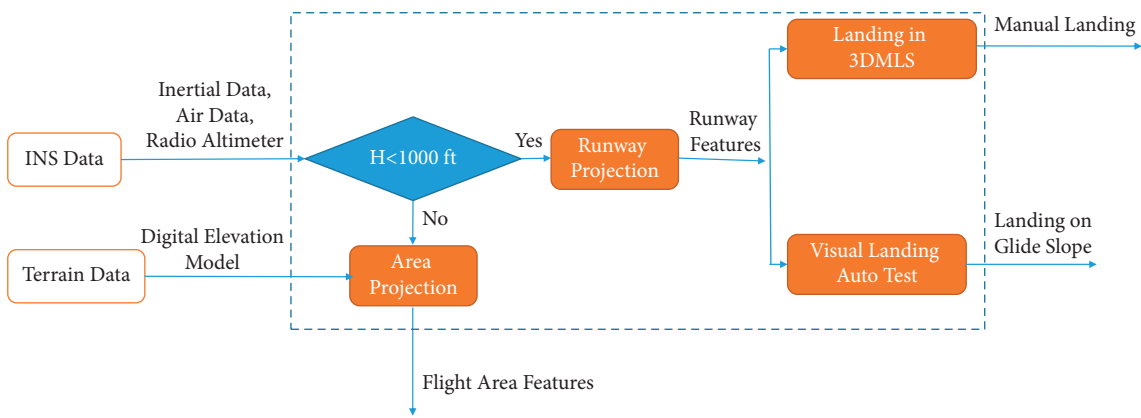 Inertial Data,
Air Data,
Radio Altimeter
INS Data
H<1000 ft
Yes
Runway
Projection
Runway
Features
Landing in
3DMLS
Manual Landing
No
Terrain Data
Digital Elevation
Model
Area
Projection
Visual Landing
Auto Test
Landing on
Glide Slope
Flight Area Features